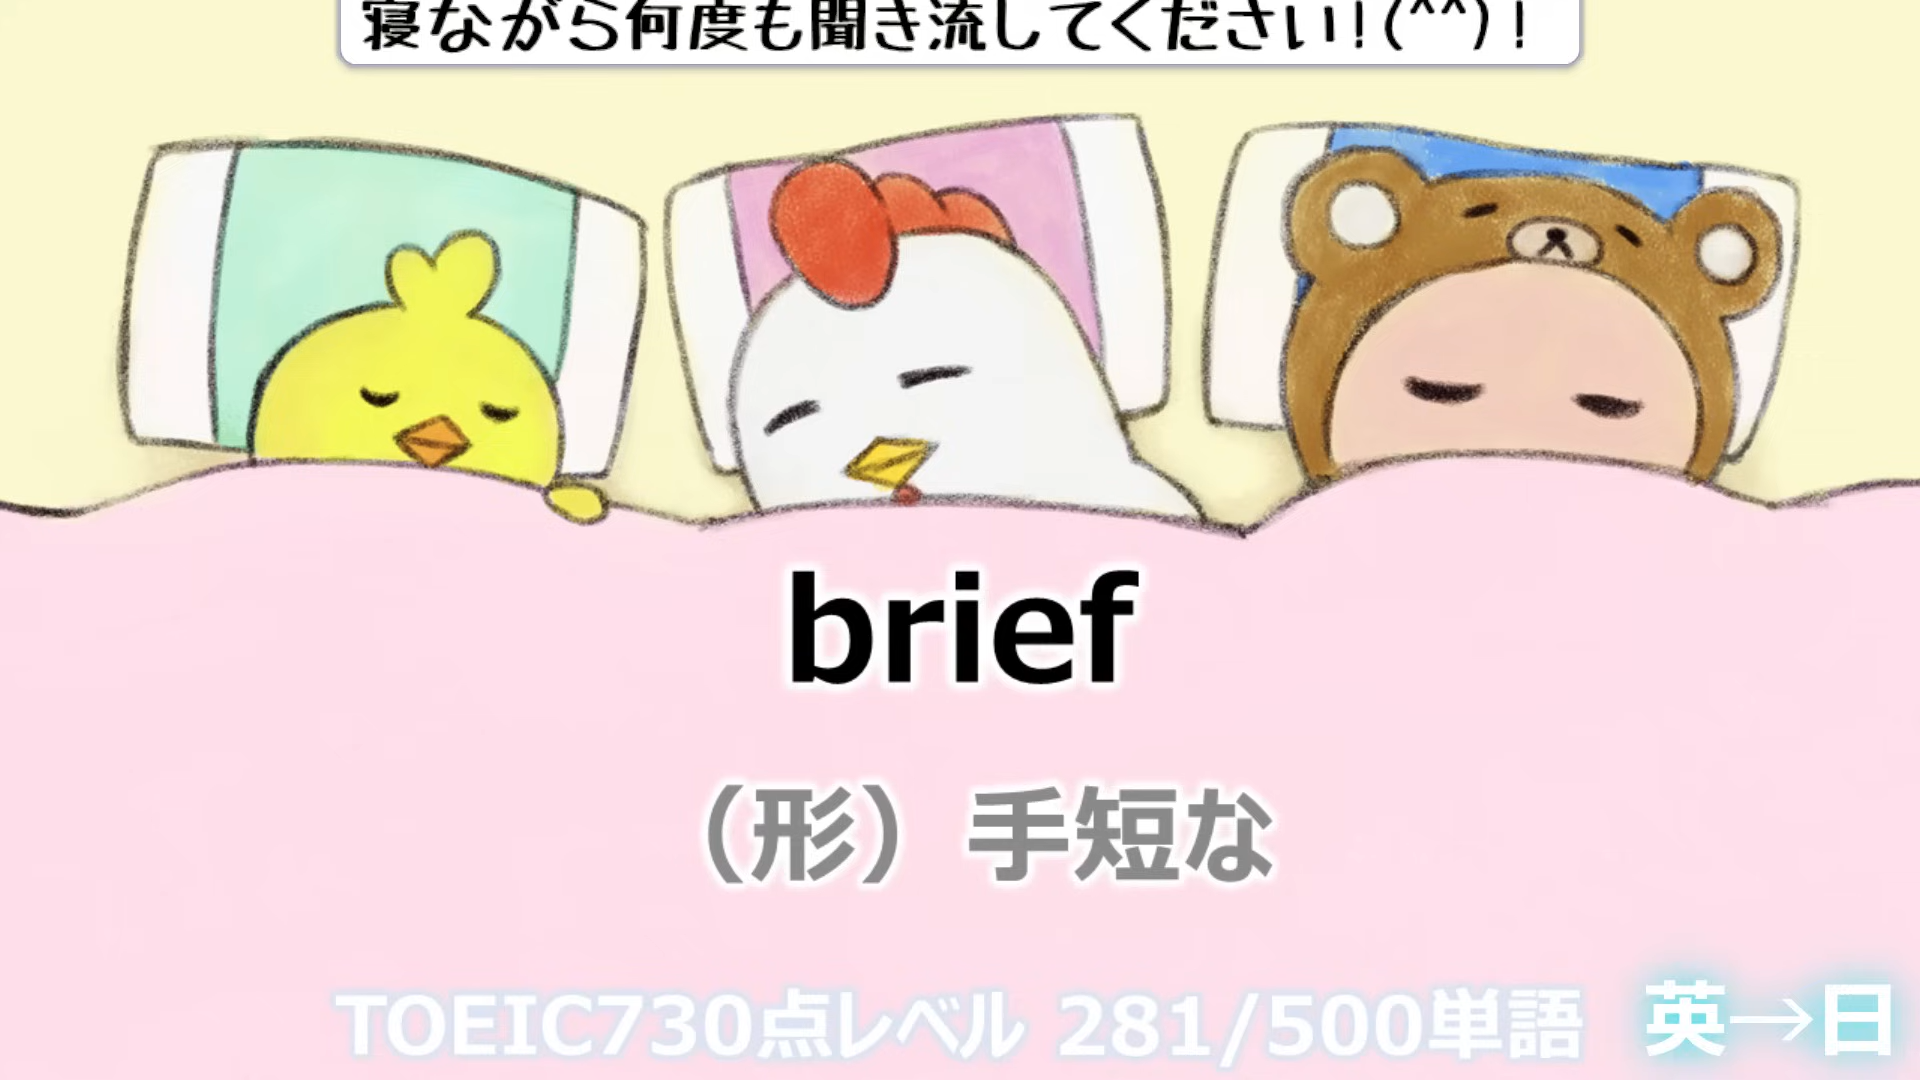 寝ながら何度も聞き流してください!(^^)!
brief
（形）手短な
TOEIC730点レベル 281/500単語
英→日